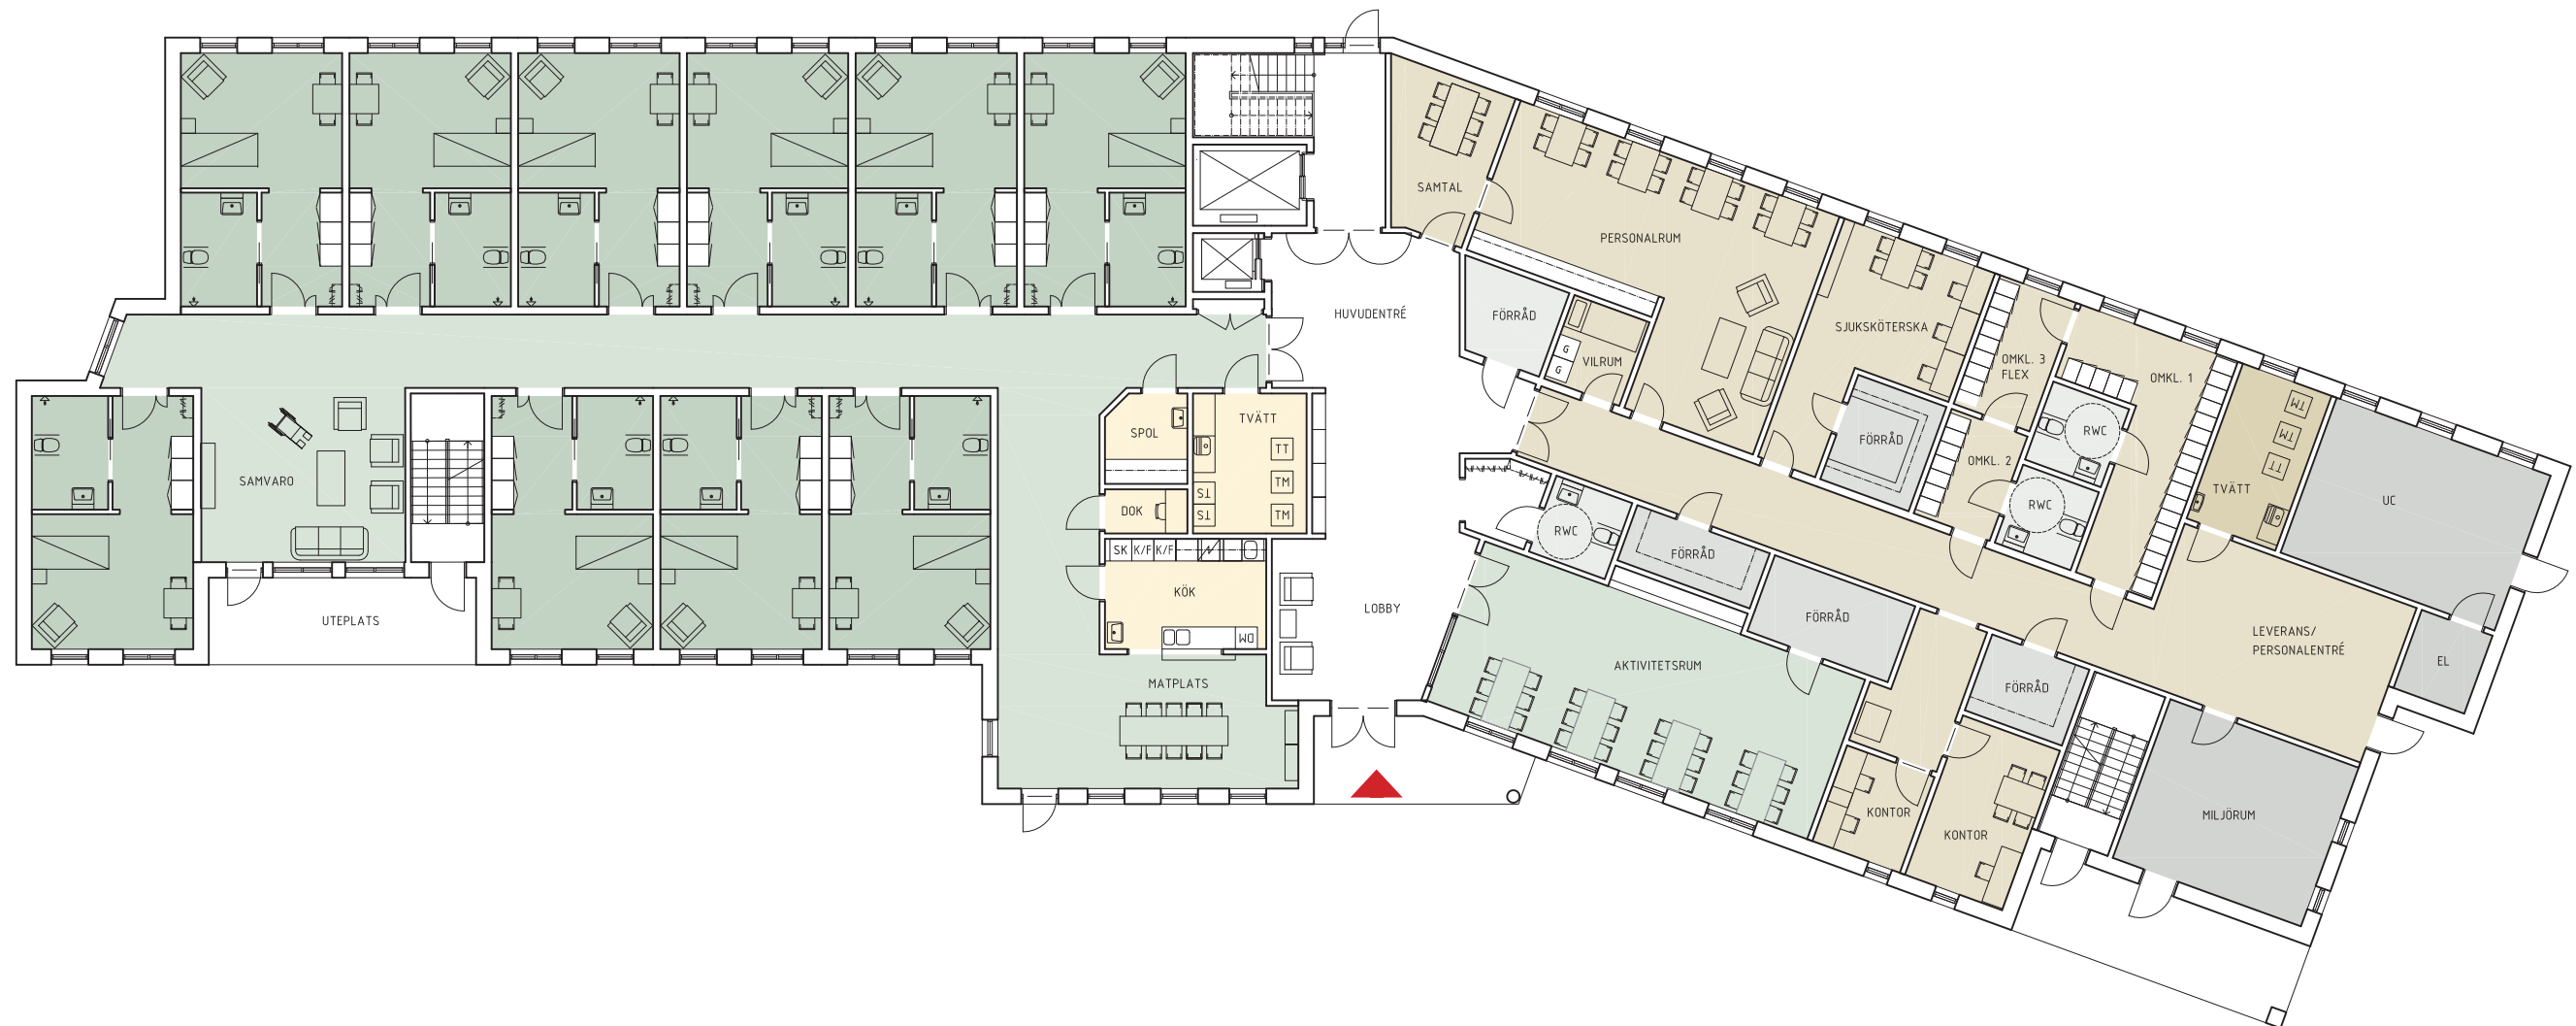 SAMTAL
PERSONALRUM
HUVUDENTRÉ
FÖRRÅD
VILRUM
G
G
SJUKSKÖTERSKA
OMKL. 3
FLEX
OMKL. 1
RWC
FÖRRÅD
OMKL. 2
RWC
TVÄTT
TM
TM
TT
UC
SAMVARO
UTEPLATS
SPOL
TVÄTT
TT
TM
TM
ST
ST
DOK
SK
K/F
K/F
KÖK
DM
MATPLATS
LOBBY
RWC
FÖRRÅD
FÖRRÅD
AKTIVITETSRUM
LEVERANS/
PERSONALENTRÉ
EL
FÖRRÅD
KONTOR
KONTOR
MILJÖRUM